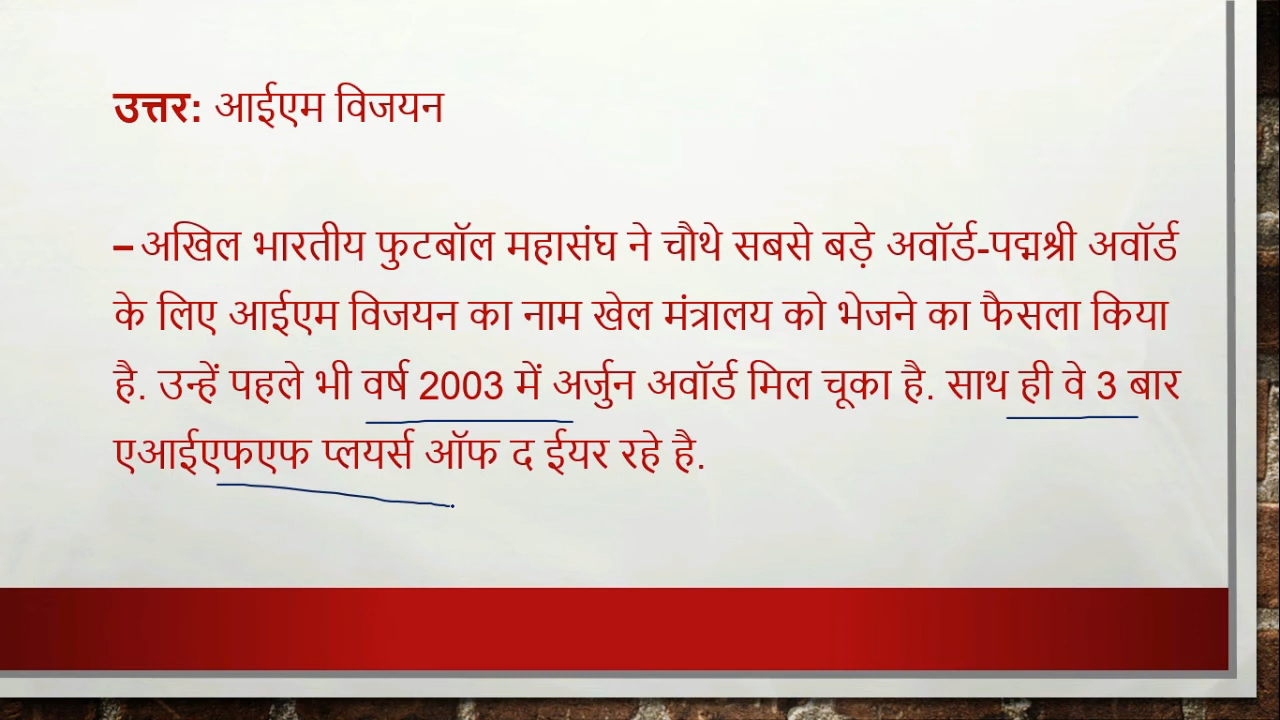 उत्तर: आईएम विजयन
– अखिल भारतीय फुटबॉल महासंघ ने चौथे सबसे बड़े अवॉर्ड-पद्मश्री अवॉर्ड
के लिए आईएम विजयन का नाम खेल मंत्रालय को भेजने का फैसला किया
है. उन्हें पहले भी वर्ष 2003 में अर्जुन अवॉर्ड मिल चूका है. साथ ही वे 3 बार
एआईएफएफ प्लयर्स ऑफ द ईयर रहे है.